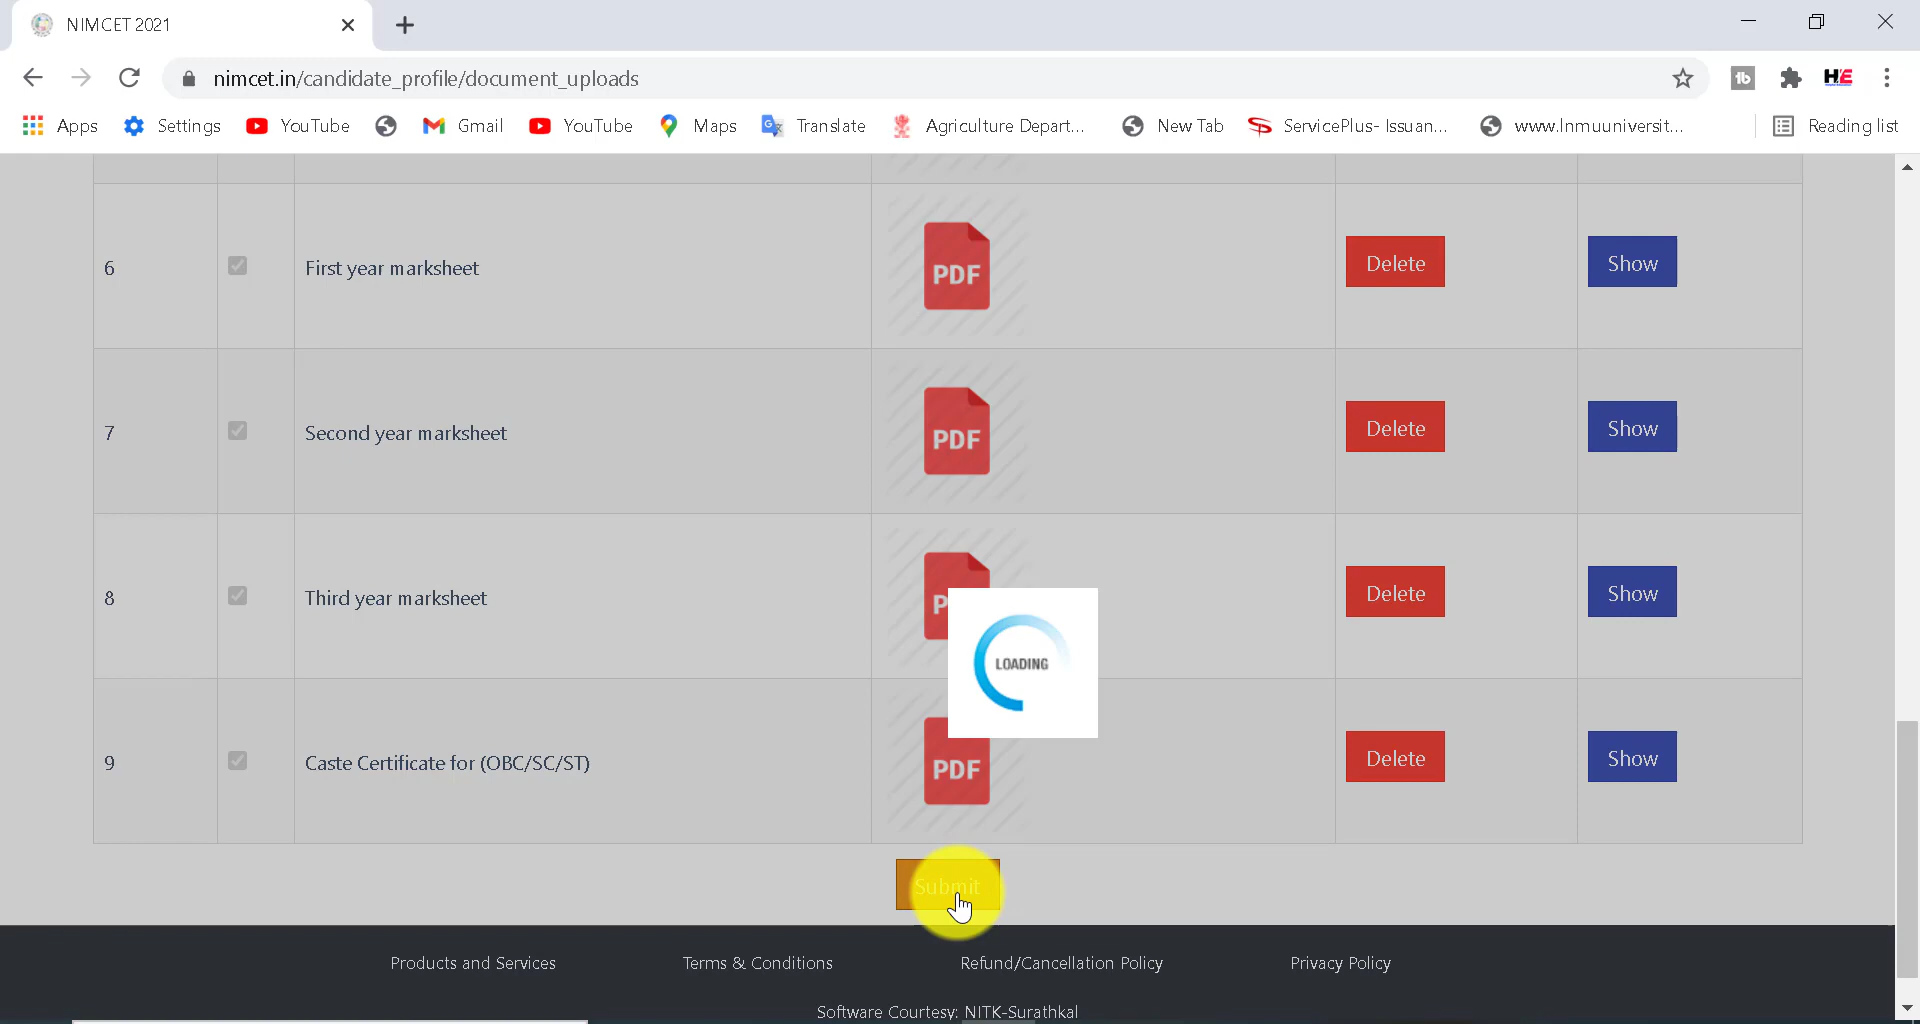 NIMCET 2021
nimcet.in/candidate_profile/document_uploads
Apps Settings YouTube Gmail YouTube Maps Translate Agriculture Depart... New Tab ServicePlus- Issuan... www.lnmuuniversit... Reading list
6 First year marksheet PDF Delete Show
7 Second year marksheet PDF Delete Show
8 Third year marksheet Delete Show
LOADING
9 Caste Certificate for (OBC/SC/ST) PDF Delete Show
Submit
Products and Services Terms & Conditions Refund/Cancellation Policy Privacy Policy
Software Courtesy: NITK-Surathkal